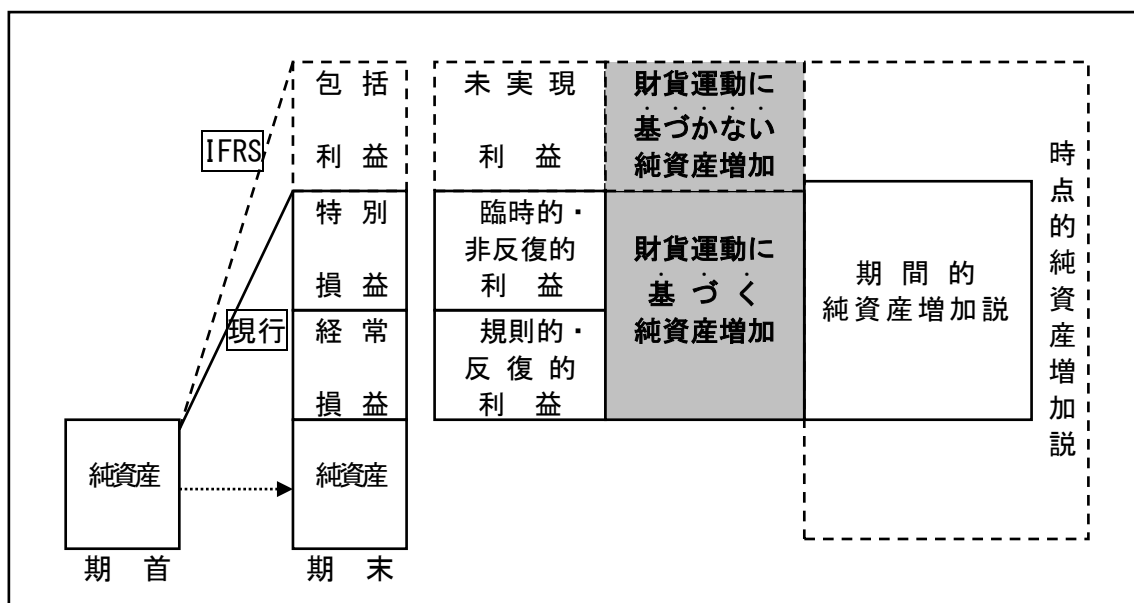 IFRS
現行
純資産
期首
包括
利益
特別
損益
経常
損益
純資産
期末
未実現
利益
臨時的・
非反復的
利益
規則的・
反復的
利益
財貨運動に
基づかない
純資産増加
財貨運動に
基づく
純資産増加
期間的
純資産増加説
時点的純資産増加説